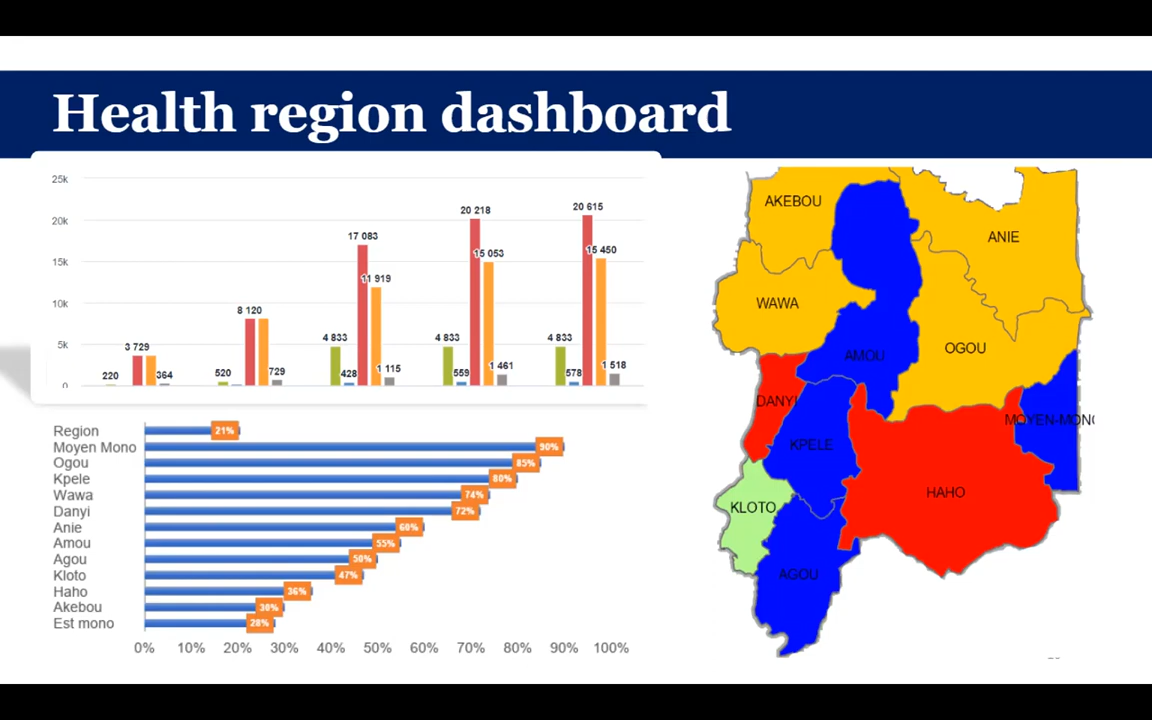 Health region dashboard
25k
20k
15k
10k
5k
0
220
3 729
364
520
8 120
729
4 833
428
17 083
11 919
1 115
4 833
559
20 218
15 053
1 461
4 833
578
20 615
15 450
1 518
Region 21%
Moyen Mono 90%
Ogou 85%
Kpele 80%
Wawa 74%
Danyi 72%
Anie 60%
Amou 55%
Agou 50%
Kloto 47%
Haho 36%
Akebou 30%
Est mono 28%
0% 10% 20% 30% 40% 50% 60% 70% 80% 90% 100%
AKEBOU
ANIE
WAWA
OGOU
AMOU
DANYI
MOYEN-MONO
KPELE
HAHO
KLOTO
AGOU